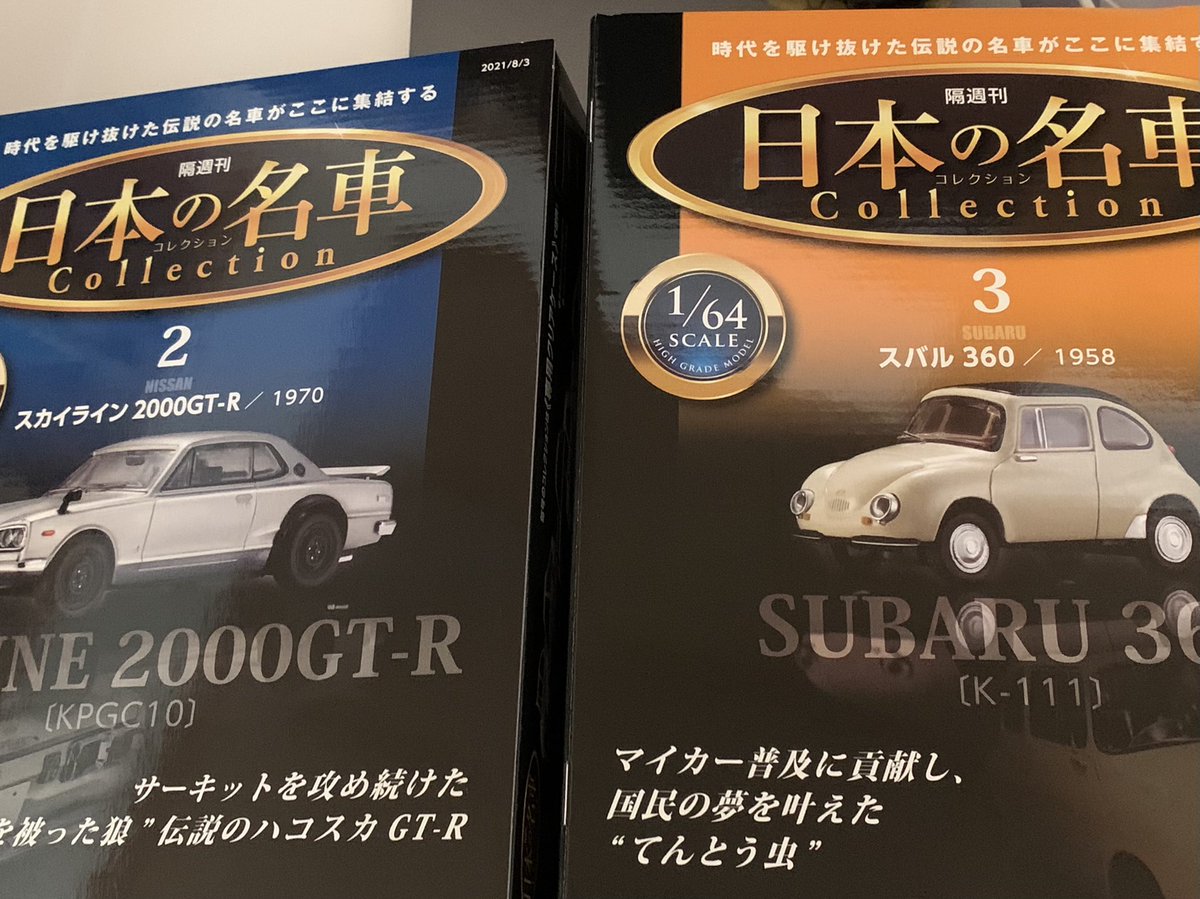 2021/8/3
時代を駆け抜けた伝説の名車がここに集結する
隔週刊
日本の名車
コレクション
Collection
2
NISSAN
スカイライン 2000GT-R / 1970
NE 2000GT-R
〔KPGC10〕
サーキットを攻め続けた
を被った狼” 伝説のハコスカ GT-R
時代を駆け抜けた伝説の名車がここに集結す
隔週刊
日本の名車
コレクション
Collection
1/64
SCALE
HIGH GRADE MODEL
3
SUBARU
スバル 360 / 1958
SUBARU 36
〔K-111〕
マイカー普及に貢献し、
国民の夢を叶えた
“てんとう虫”